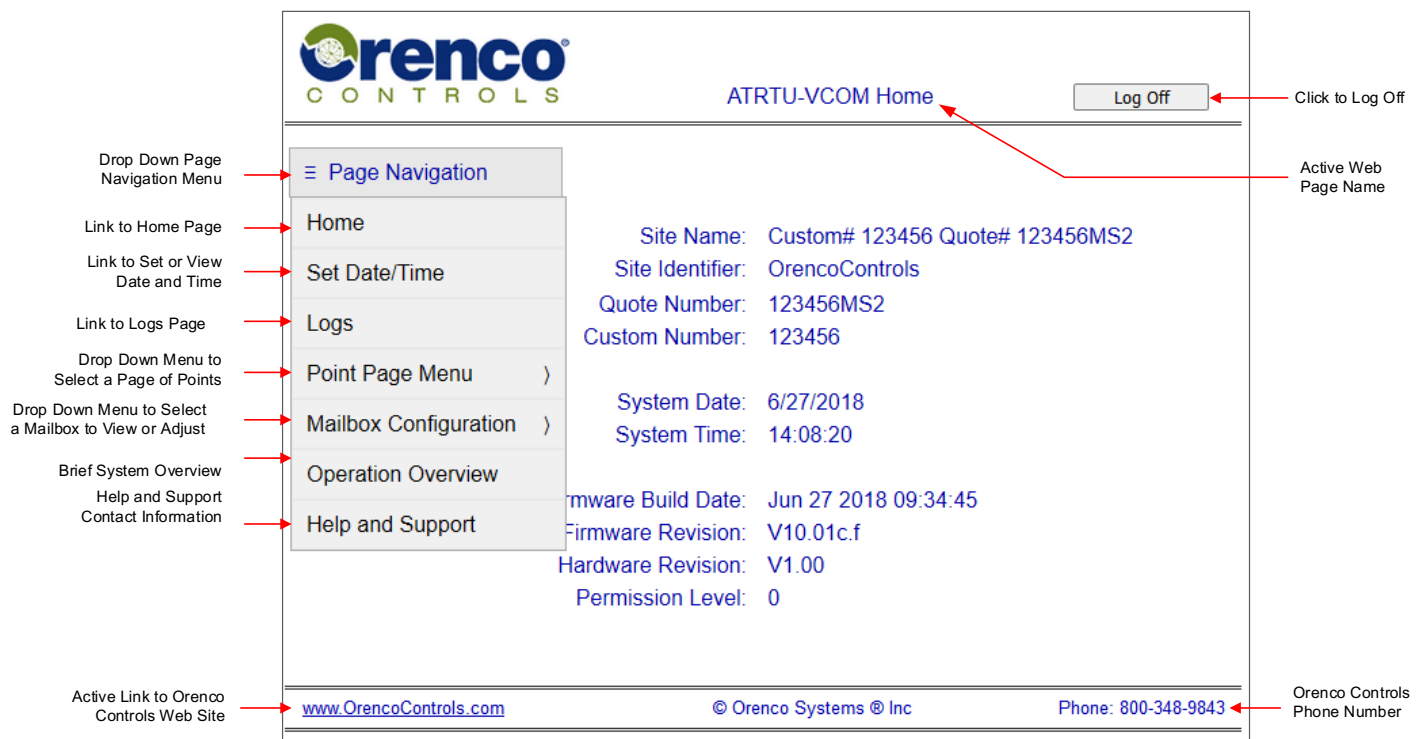 Orenco®
CONTROLS
ATRTU-VCOM Home
Log Off
Click to Log Off
Drop Down Page
Navigation Menu
☰ Page Navigation
Active Web
Page Name
Link to Home Page
Home
Site Name: Custom# 123456 Quote# 123456MS2
Link to Set or View
Date and Time
Set Date/Time
Site Identifier: OrencoControls
Quote Number: 123456MS2
Link to Logs Page
Logs
Custom Number: 123456
Drop Down Menu to
Select a Page of Points
Point Page Menu ⟩
System Date: 6/27/2018
Drop Down Menu to Select
a Mailbox to View or Adjust
Mailbox Configuration ⟩
System Time: 14:08:20
Brief System Overview
Operation Overview
rmware Build Date: Jun 27 2018 09:34:45
Help and Support
Contact Information
Help and Support
Firmware Revision: V10.01c.f
Hardware Revision: V1.00
Permission Level: 0
Active Link to Orenco
Controls Web Site
www.OrencoControls.com
© Orenco Systems ® Inc
Phone: 800-348-9843
Orenco Controls
Phone Number